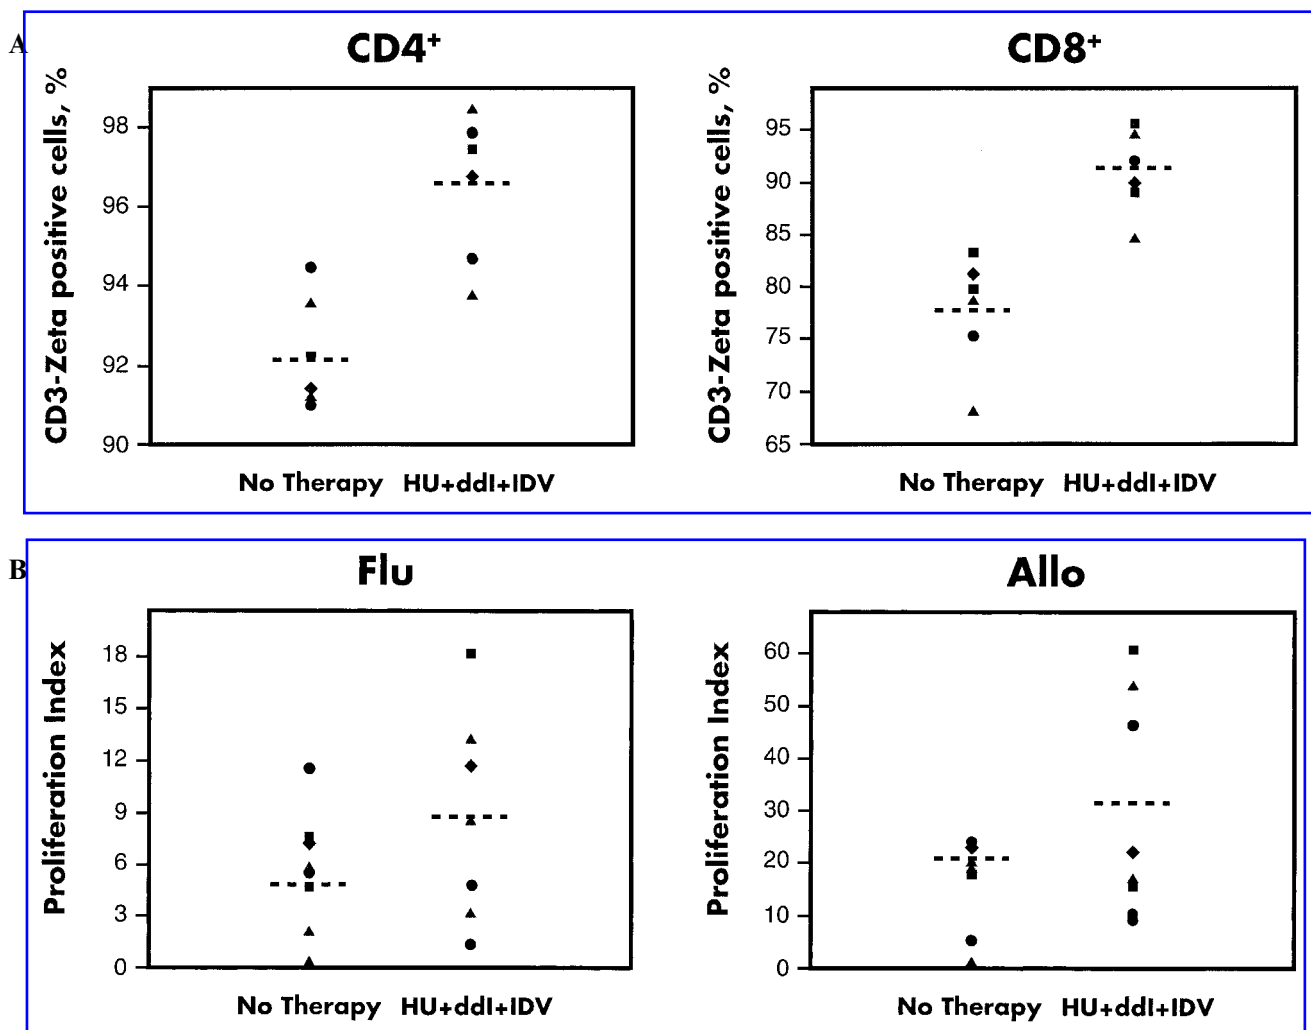 A
CD4+
CD3-Zeta positive cells, %
98
96
94
92
90
No Therapy HU+ddI+IDV
CD8+
CD3-Zeta positive cells, %
95
90
85
80
75
70
65
No Therapy HU+ddI+IDV
B
Flu
Proliferation Index
18
15
12
9
6
3
0
No Therapy HU+ddI+IDV
Allo
Proliferation Index
60
50
40
30
20
10
0
No Therapy HU+ddI+IDV